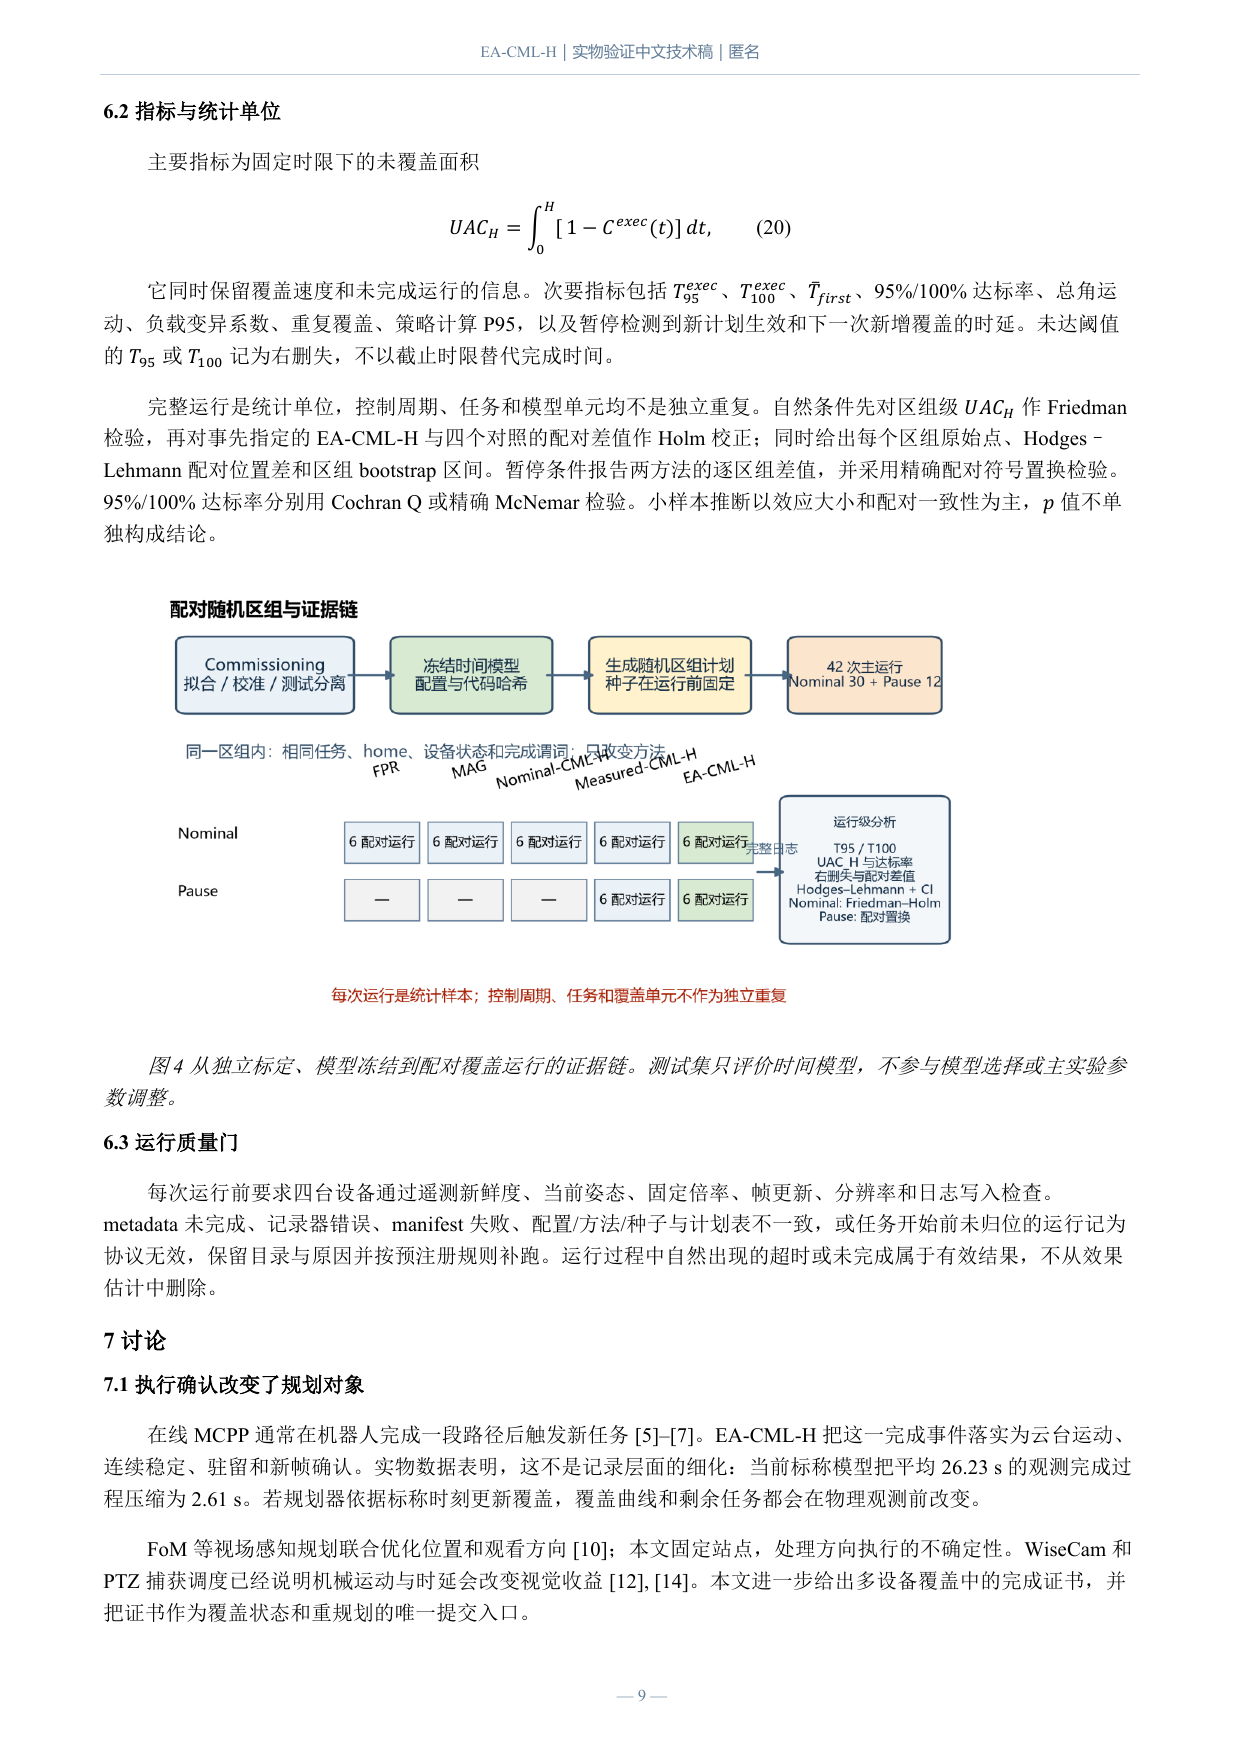 EA-CML-H | 实物验证中文技术稿 | 匿名
6.2 指标与统计单位
主要指标为固定时限下的未覆盖面积
UAC_H = ∫_0^H [1 − C^{exec}(t)] dt, (20)
它同时保留覆盖速度和未完成运行的信息。次要指标包括 T_{95}^{exec}、T_{100}^{exec}、T̄_{first}、95%/100% 达标率、总角运
动、负载变异系数、重复覆盖、策略计算 P95，以及暂停检测到新计划生效和下一次新增覆盖的时延。未达阈值
的 T_{95} 或 T_{100} 记为右删失，不以截止时限替代完成时间。
完整运行是统计单位，控制周期、任务和模型单元均不是独立重复。自然条件先对区组级 UAC_H 作 Friedman
检验，再对事先指定的 EA-CML-H 与四个对照的配对差值作 Holm 校正；同时给出每个区组原始点、Hodges–
Lehmann 配对位置差和区组 bootstrap 区间。暂停条件报告两方法的逐区组差值，并采用精确配对符号置换检验。
95%/100% 达标率分别用 Cochran Q 或精确 McNemar 检验。小样本推断以效应大小和配对一致性为主，p 值不单
独构成结论。
配对随机区组与证据链
Commissioning
拟合 / 校准 / 测试分离
冻结时间模型
配置与代码哈希
生成随机区组计划
种子在运行前固定
42 次主运行
Nominal 30 + Pause 12
同一区组内：相同任务、home、设备状态和完成谓词；只改变方法
FPR MAG Nominal-CML-H Measured-CML-H EA-CML-H
Nominal 6 配对运行 6 配对运行 6 配对运行 6 配对运行 6 配对运行
Pause — — — 6 配对运行 6 配对运行
完整日志
运行级分析
T95 / T100
UAC_H 与达标率
右删失与配对差值
Hodges–Lehmann + CI
Nominal: Friedman–Holm
Pause: 配对置换
每次运行是统计样本；控制周期、任务和覆盖单元不作为独立重复
图 4 从独立标定、模型冻结到配对覆盖运行的证据链。测试集只评价时间模型，不参与模型选择或主实验参
数调整。
6.3 运行质量门
每次运行前要求四台设备通过遥测新鲜度、当前姿态、固定倍率、帧更新、分辨率和日志写入检查。
metadata 未完成、记录器错误、manifest 失败、配置/方法/种子与计划表不一致，或任务开始前未归位的运行记为
协议无效，保留目录与原因并按预注册规则补跑。运行过程中自然出现的超时或未完成属于有效结果，不从效果
估计中删除。
7 讨论
7.1 执行确认改变了规划对象
在线 MCPP 通常在机器人完成一段路径后触发新任务 [5]–[7]。EA-CML-H 把这一完成事件落实为云台运动、
连续稳定、驻留和新帧确认。实物数据表明，这不是记录层面的细化：当前标称模型把平均 26.23 s 的观测完成过
程压缩为 2.61 s。若规划器依据标称时刻更新覆盖，覆盖曲线和剩余任务都会在物理观测前改变。
FoM 等视场感知规划联合优化位置和观看方向 [10]；本文固定站点，处理方向执行的不确定性。WiseCam 和
PTZ 捕获调度已经说明机械运动与时延会改变视觉收益 [12], [14]。本文进一步给出多设备覆盖中的完成证书，并
把证书作为覆盖状态和重规划的唯一提交入口。
— 9 —